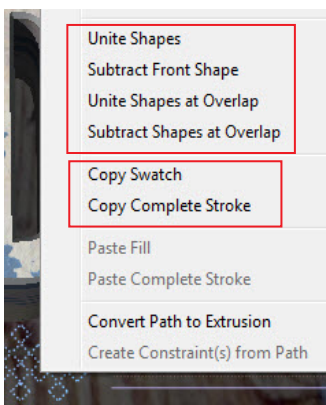 Unite Shapes
Subtract Front Shape
Unite Shapes at Overlap
Subtract Shapes at Overlap
Copy Swatch
Copy Complete Stroke
Paste Fill
Paste Complete Stroke
Convert Path to Extrusion
Create Constraint(s) from Path